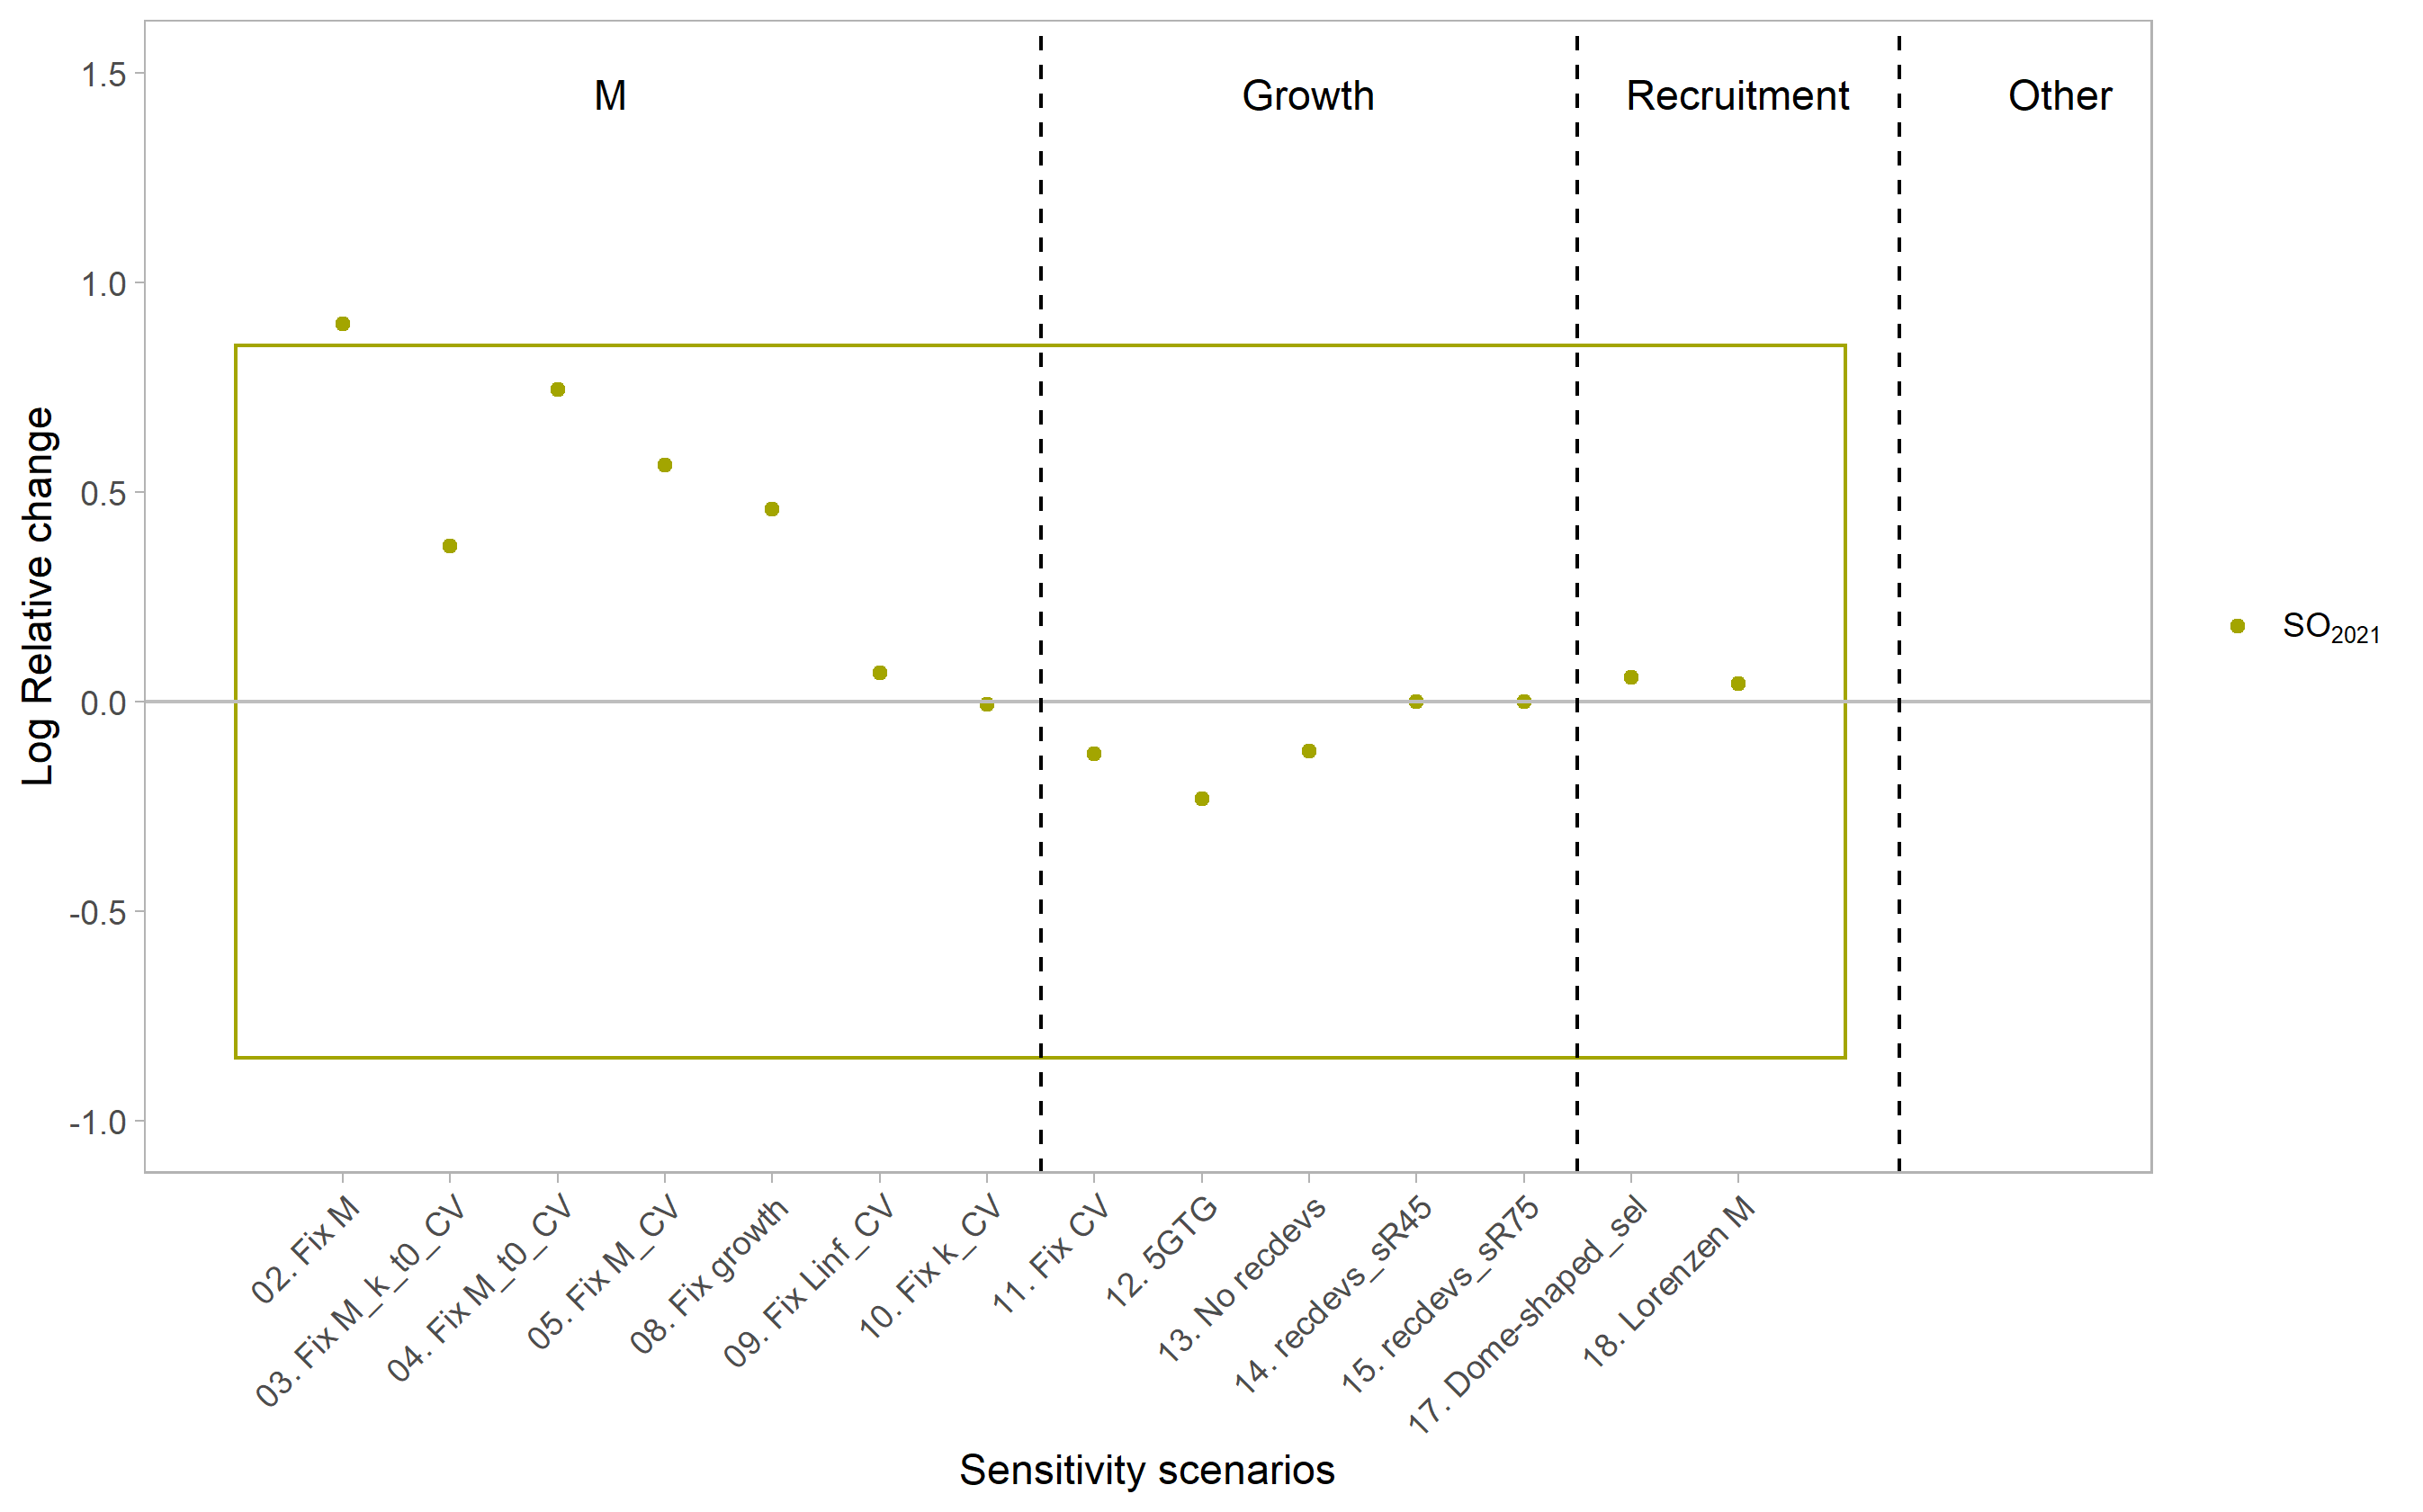 M
Growth
Recruitment
Other
1.5
1.0
0.5
0.0
-0.5
-1.0
Log Relative change
SO2021
02. Fix M
03. Fix M_k_t0_CV
04. Fix M_t0_CV
05. Fix M_CV
08. Fix growth
09. Fix Linf_CV
10. Fix k_CV
11. Fix CV
12. 5GTG
13. No recdevs
14. recdevs_sR45
15. recdevs_sR75
17. Dome-shaped_sel
18. Lorenzen M
Sensitivity scenarios